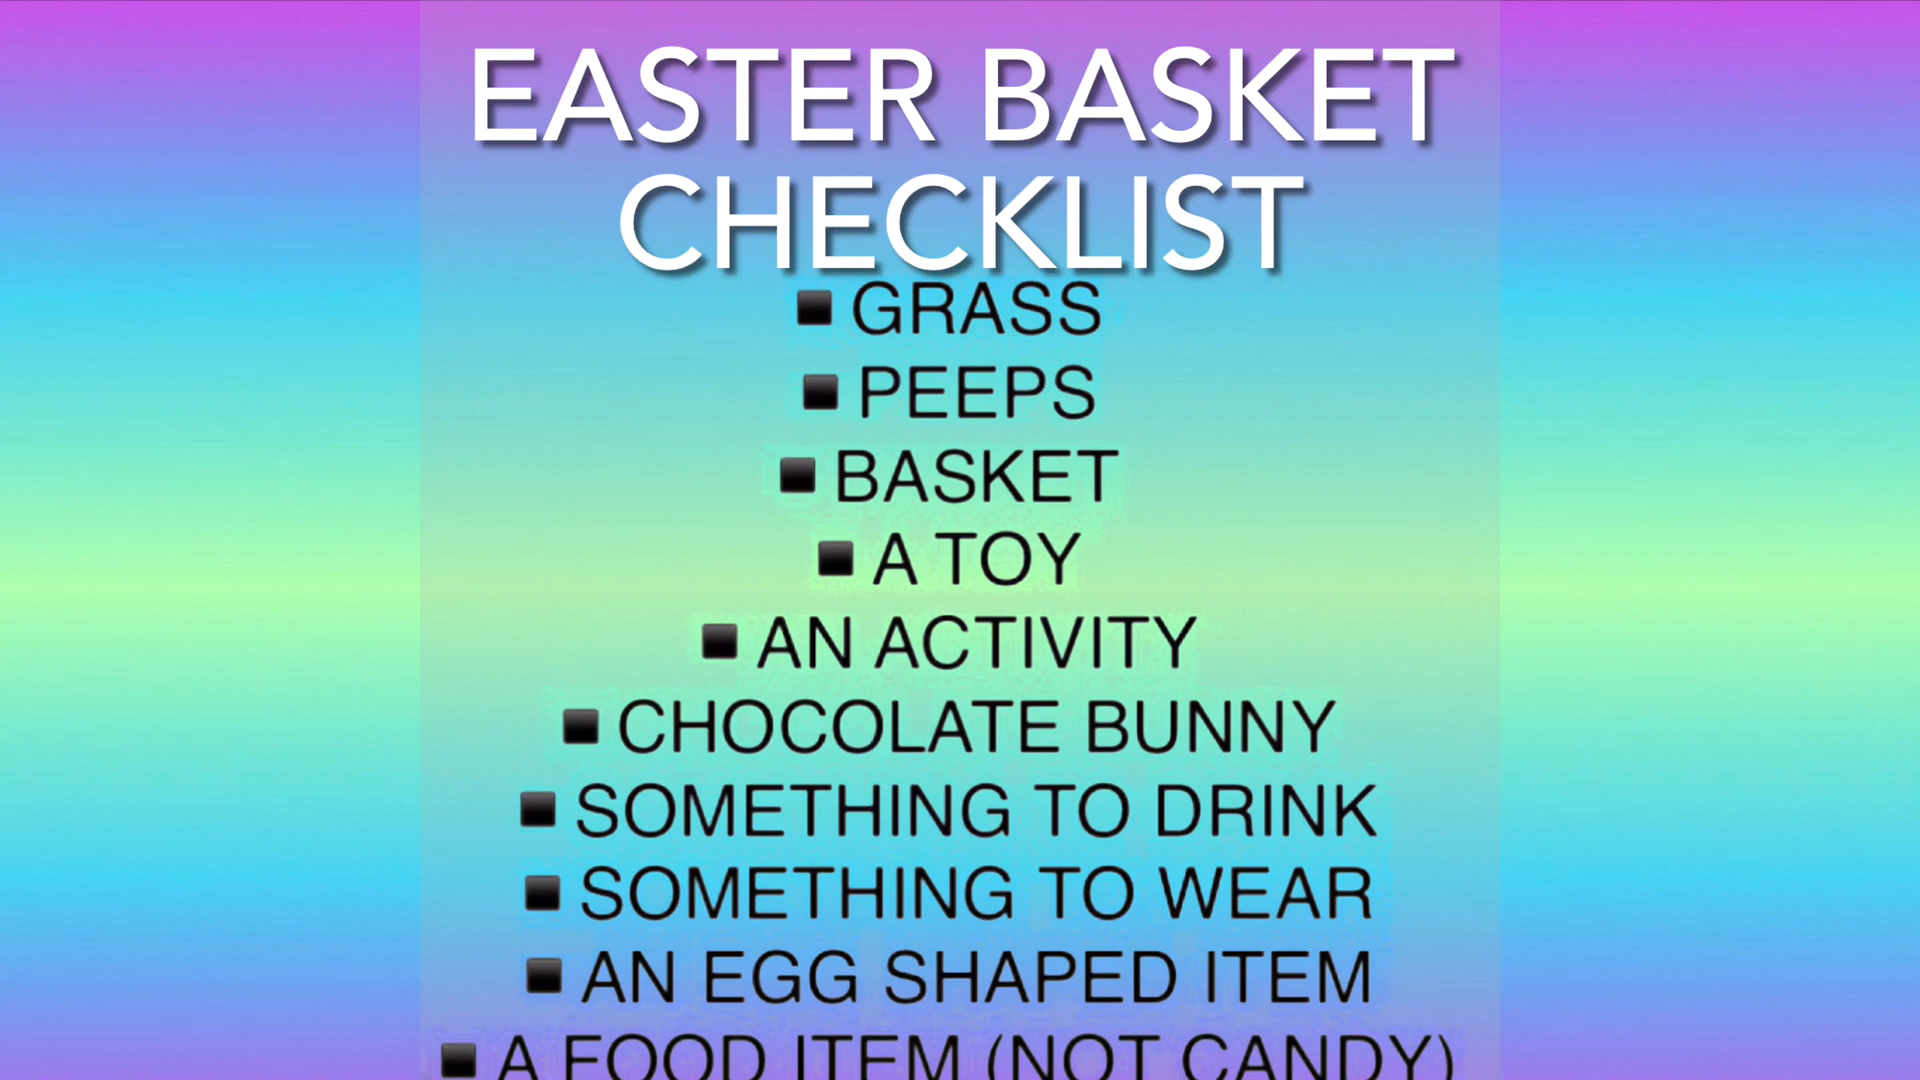 EASTER BASKET
CHECKLIST
▪ GRASS
▪ PEEPS
▪ BASKET
▪ A TOY
▪ AN ACTIVITY
▪ CHOCOLATE BUNNY
▪ SOMETHING TO DRINK
▪ SOMETHING TO WEAR
▪ AN EGG SHAPED ITEM
▪ A FOOD ITEM (NOT CANDY)